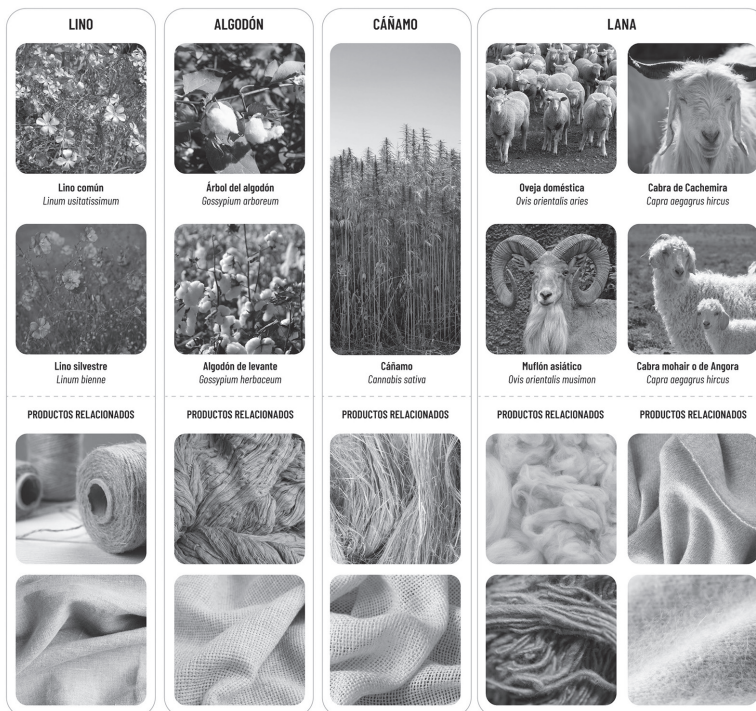 LINO
Lino común
Linum usitatissimum
Lino silvestre
Linum bienne
PRODUCTOS RELACIONADOS
ALGODÓN
Árbol del algodón
Gossypium arboreum
Algodón de levante
Gossypium herbaceum
PRODUCTOS RELACIONADOS
CÁÑAMO
Cáñamo
Cannabis sativa
PRODUCTOS RELACIONADOS
LANA
Oveja doméstica
Ovis orientalis aries
Cabra de Cachemira
Capra aegagrus hircus
Muflón asiático
Ovis orientalis musimon
Cabra mohair o de Angora
Capra aegagrus hircus
PRODUCTOS RELACIONADOS
PRODUCTOS RELACIONADOS